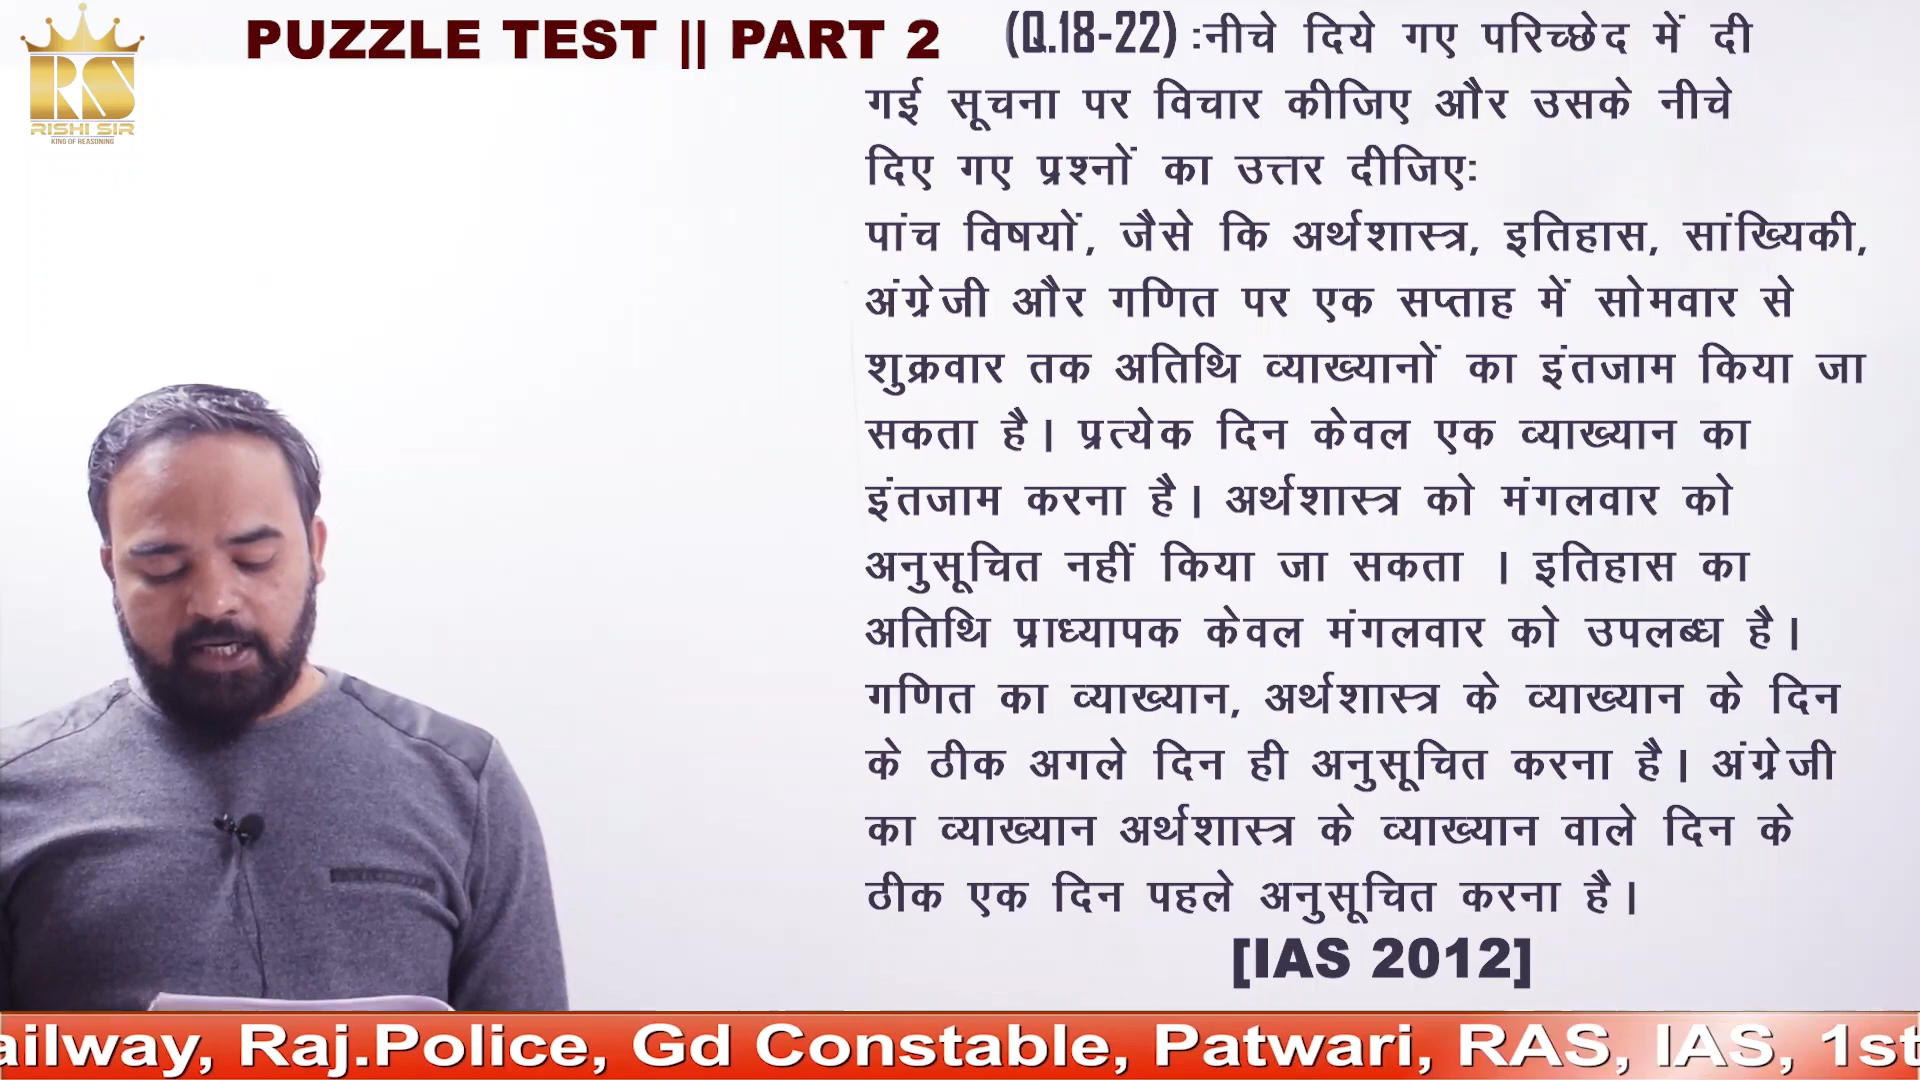 RS
RISHI SIR
KING OF REASONING
PUZZLE TEST || PART 2
(Q.18-22) :नीचे दिये गए परिच्छेद में दी
गई सूचना पर विचार कीजिए और उसके नीचे
दिए गए प्रश्नों का उत्तर दीजिएः
पांच विषयों, जैसे कि अर्थशास्त्र, इतिहास, सांख्यिकी,
अंग्रेजी और गणित पर एक सप्ताह में सोमवार से
शुक्रवार तक अतिथि व्याख्यानों का इंतजाम किया जा
सकता है। प्रत्येक दिन केवल एक व्याख्यान का
इंतजाम करना है। अर्थशास्त्र को मंगलवार को
अनुसूचित नहीं किया जा सकता । इतिहास का
अतिथि प्राध्यापक केवल मंगलवार को उपलब्ध है।
गणित का व्याख्यान, अर्थशास्त्र के व्याख्यान के दिन
के ठीक अगले दिन ही अनुसूचित करना है। अंग्रेजी
का व्याख्यान अर्थशास्त्र के व्याख्यान वाले दिन के
ठीक एक दिन पहले अनुसूचित करना है।
[IAS 2012]
ailway, Raj.Police, Gd Constable, Patwari, RAS, IAS, 1st